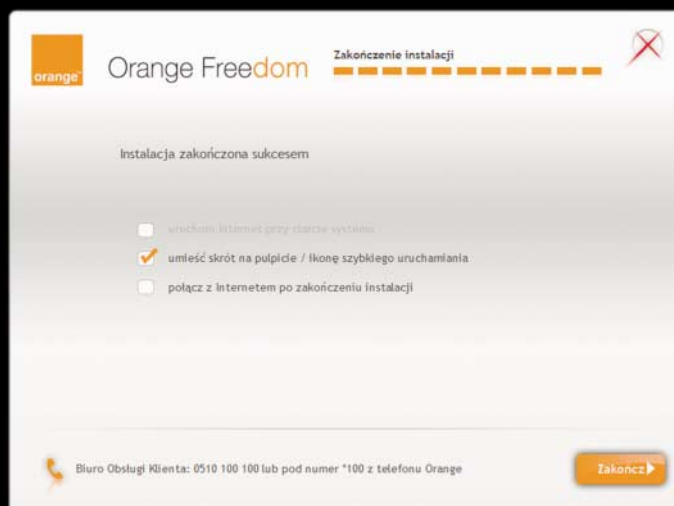 orange™
Orange Freedom
Zakończenie instalacji
Instalacja zakończona sukcesem
uruchom Internet przy starcie systemu
umieść skrót na pulpicie / ikonę szybkiego uruchamiania
połącz z Internetem po zakończeniu instalacji
Biuro Obsługi Klienta: 0510 100 100 lub pod numer *100 z telefonu Orange
Zakończ